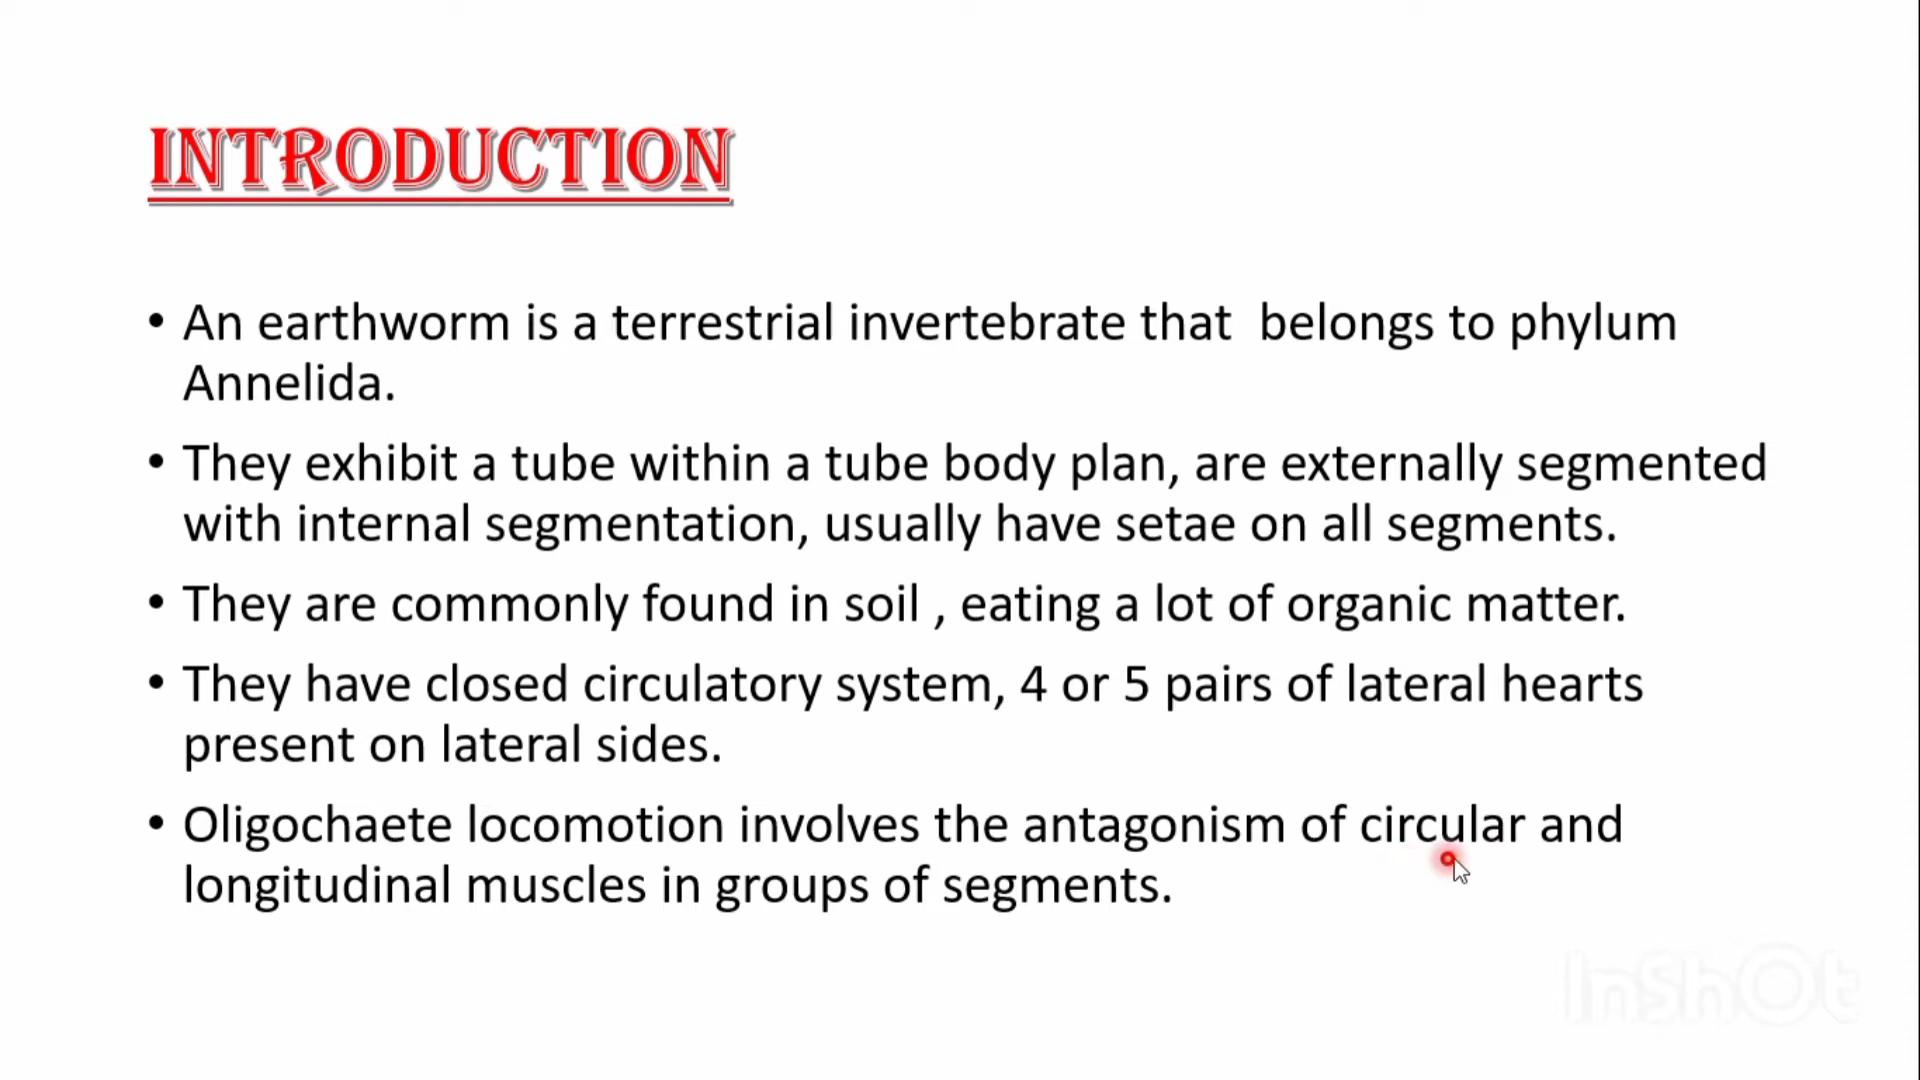 INTRODUCTION
• An earthworm is a terrestrial invertebrate that  belongs to phylum
Annelida.
• They exhibit a tube within a tube body plan, are externally segmented
with internal segmentation, usually have setae on all segments.
• They are commonly found in soil , eating a lot of organic matter.
• They have closed circulatory system, 4 or 5 pairs of lateral hearts
present on lateral sides.
• Oligochaete locomotion involves the antagonism of circular and
longitudinal muscles in groups of segments.
InShOt